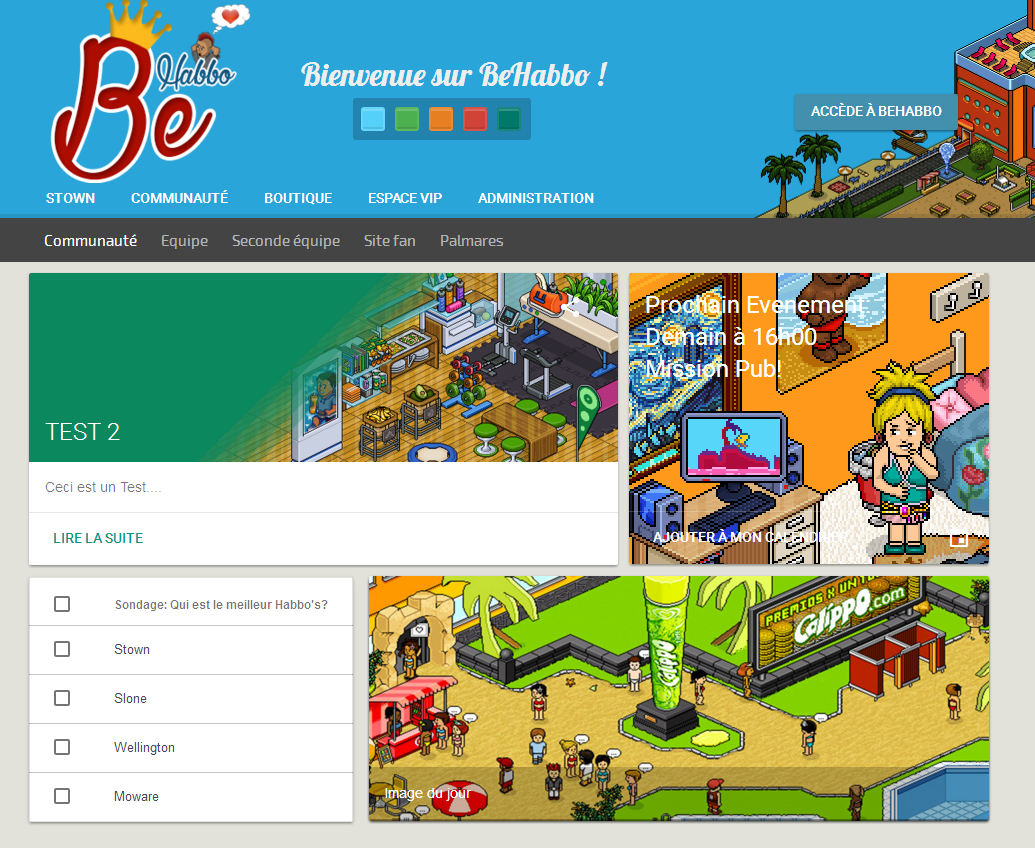 Be
Habbo
Bienvenue sur BeHabbo !
ACCÈDE À BEHABBO
STOWN COMMUNAUTÉ BOUTIQUE ESPACE VIP ADMINISTRATION
Communauté Equipe Seconde équipe Site fan Palmares
TEST 2
Ceci est un Test....
LIRE LA SUITE
Prochain Evenement
Demain à 16h00
Mission Pub!
AJOUTER À MON CALENDRIER
Sondage: Qui est le meilleur Habbo's?
Stown
Slone
Wellington
Moware
PREMIOS X UN TUBO
Calippo.com
Calippo
Image du jour